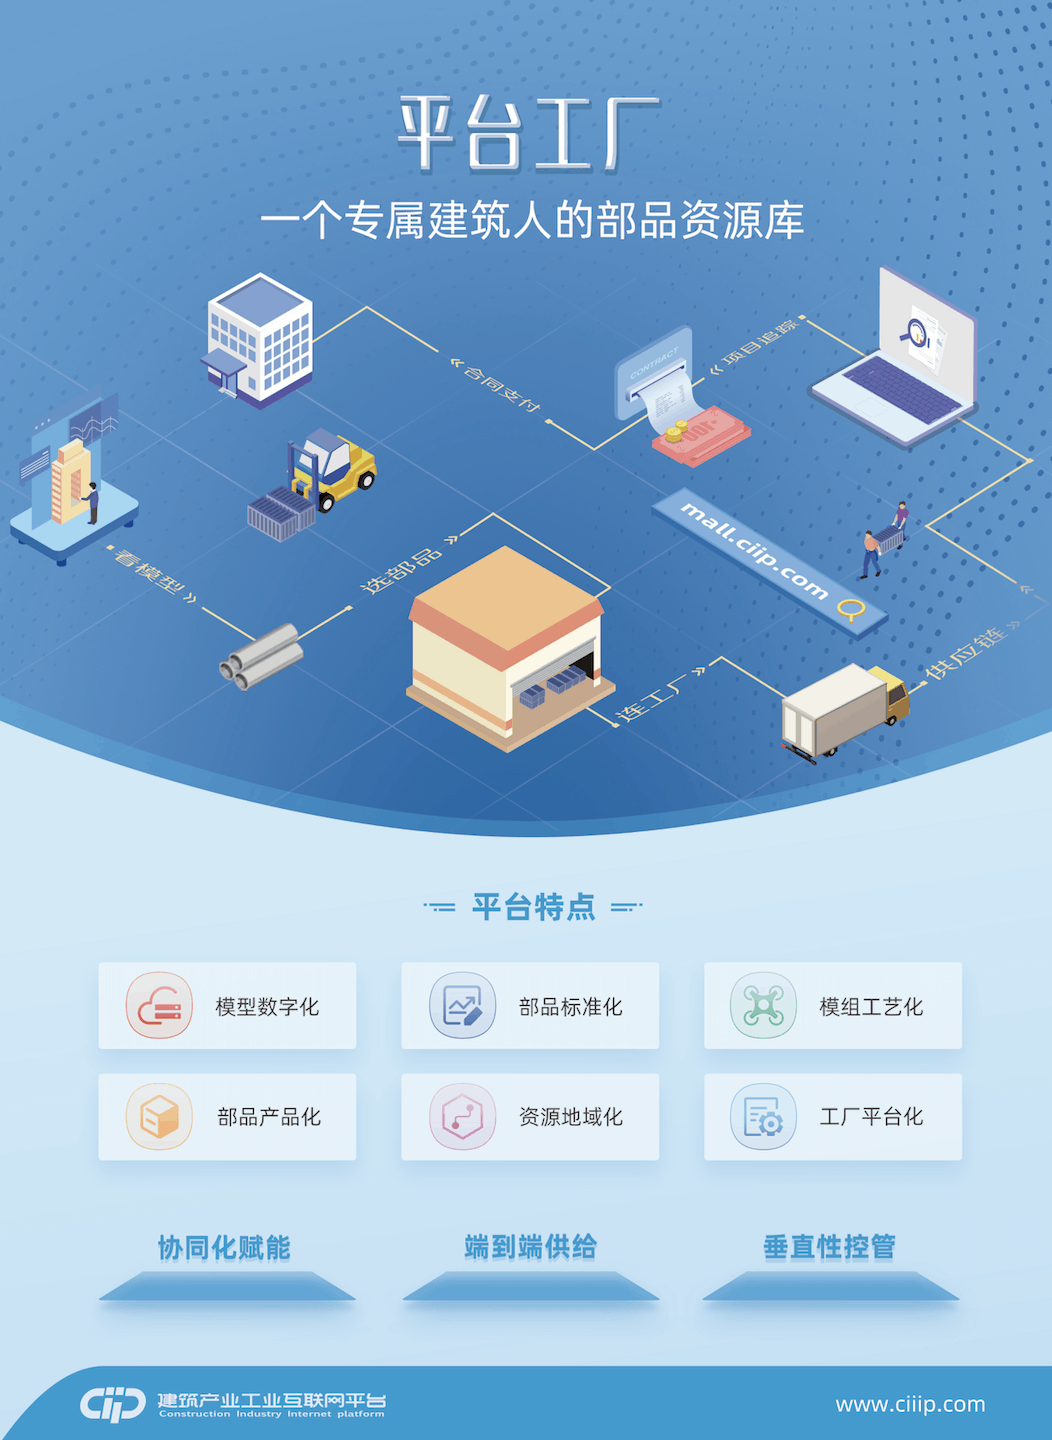 平台工厂
一个专属建筑人的部品资源库
合同支付
CONTRACT
项目追踪
100
看模型
选部品
mall.ciip.com
连工厂
供应链
平台特点
模型数字化
部品标准化
模组工艺化
部品产品化
资源地域化
工厂平台化
协同化赋能
端到端供给
垂直性控管
ciip
建筑产业工业互联网平台
Construction Industry Internet platform
www.ciiip.com